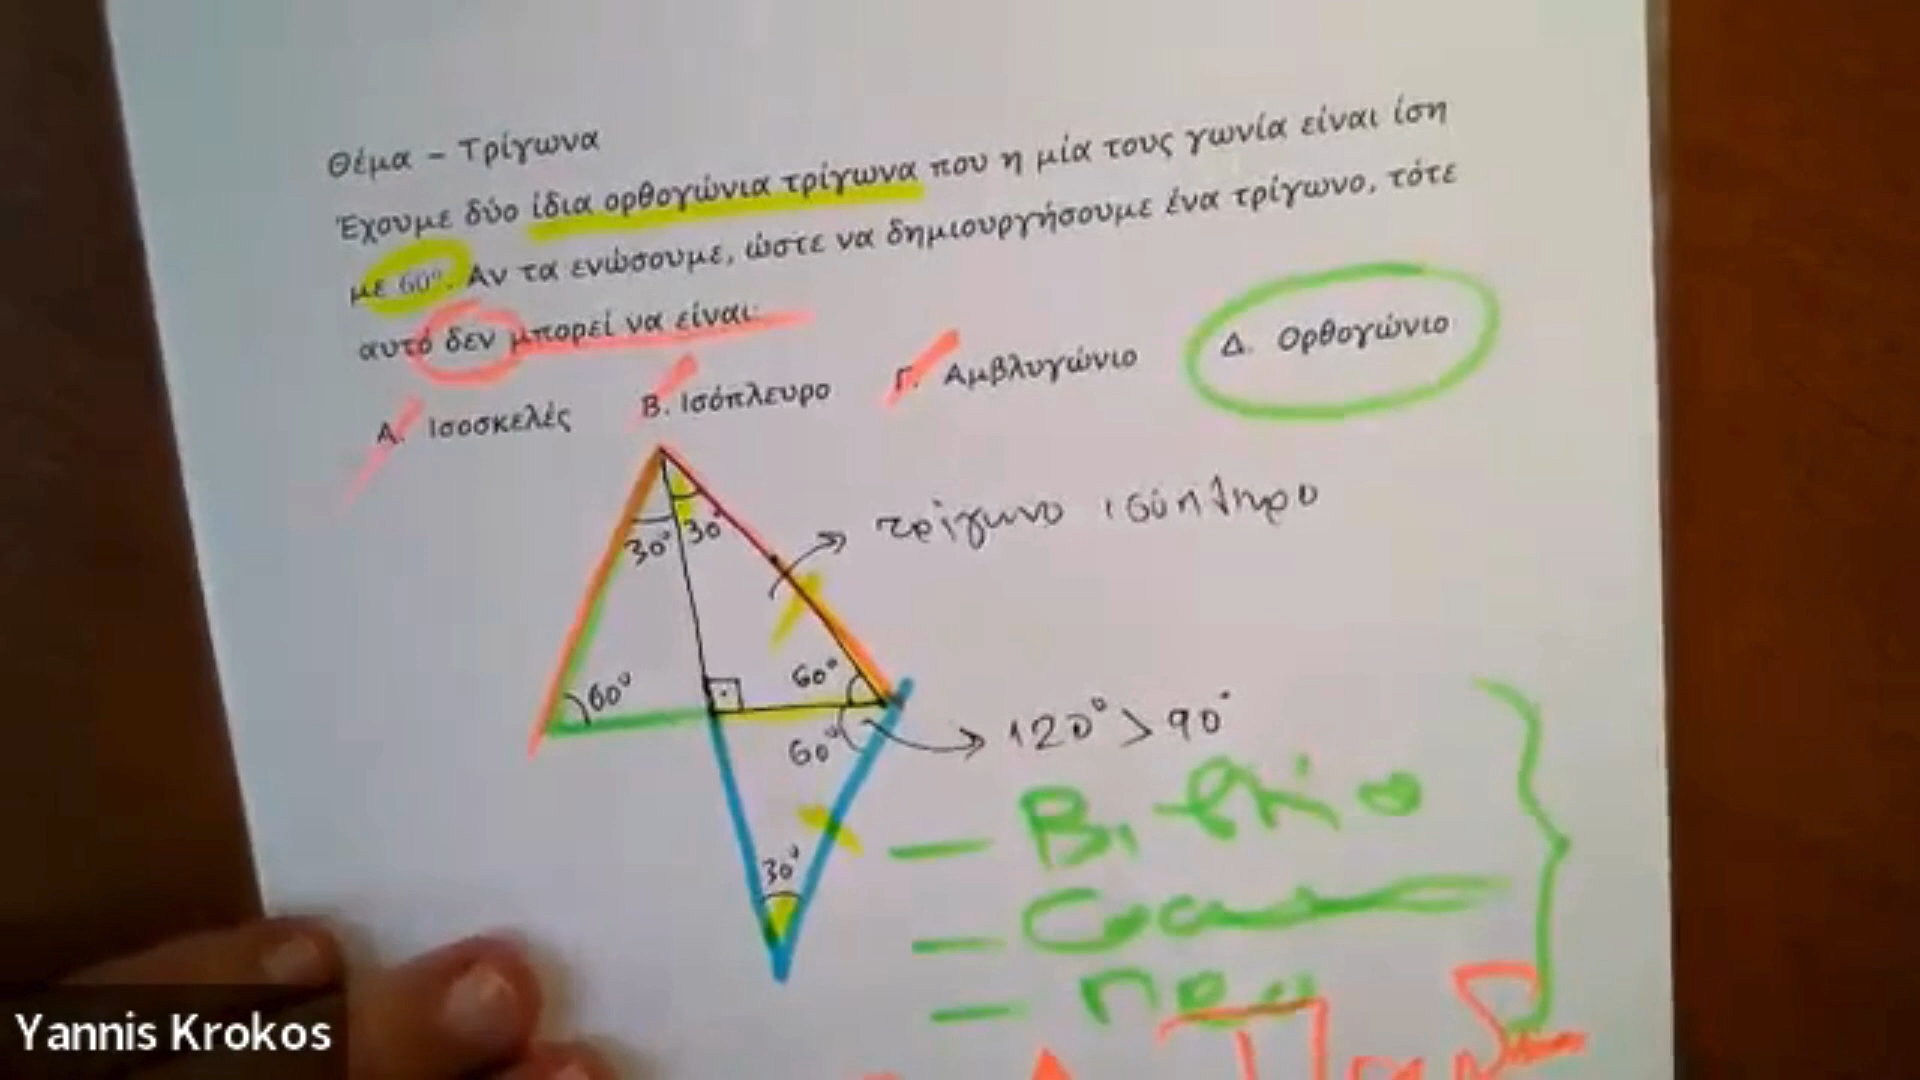 Θέμα – Τρίγωνα
Έχουμε δύο ίδια ορθογώνια τρίγωνα που η μία τους γωνία είναι ίση
με 60°. Αν τα ενώσουμε, ώστε να δημιουργήσουμε ένα τρίγωνο, τότε
αυτό δεν μπορεί να είναι:
Α. Ισοσκελές Β. Ισόπλευρο Γ. Αμβλυγώνιο Δ. Ορθογώνιο
30° 30°
τρίγωνο
60° 60°
60°
120° > 90°
30°
Yannis Krokos